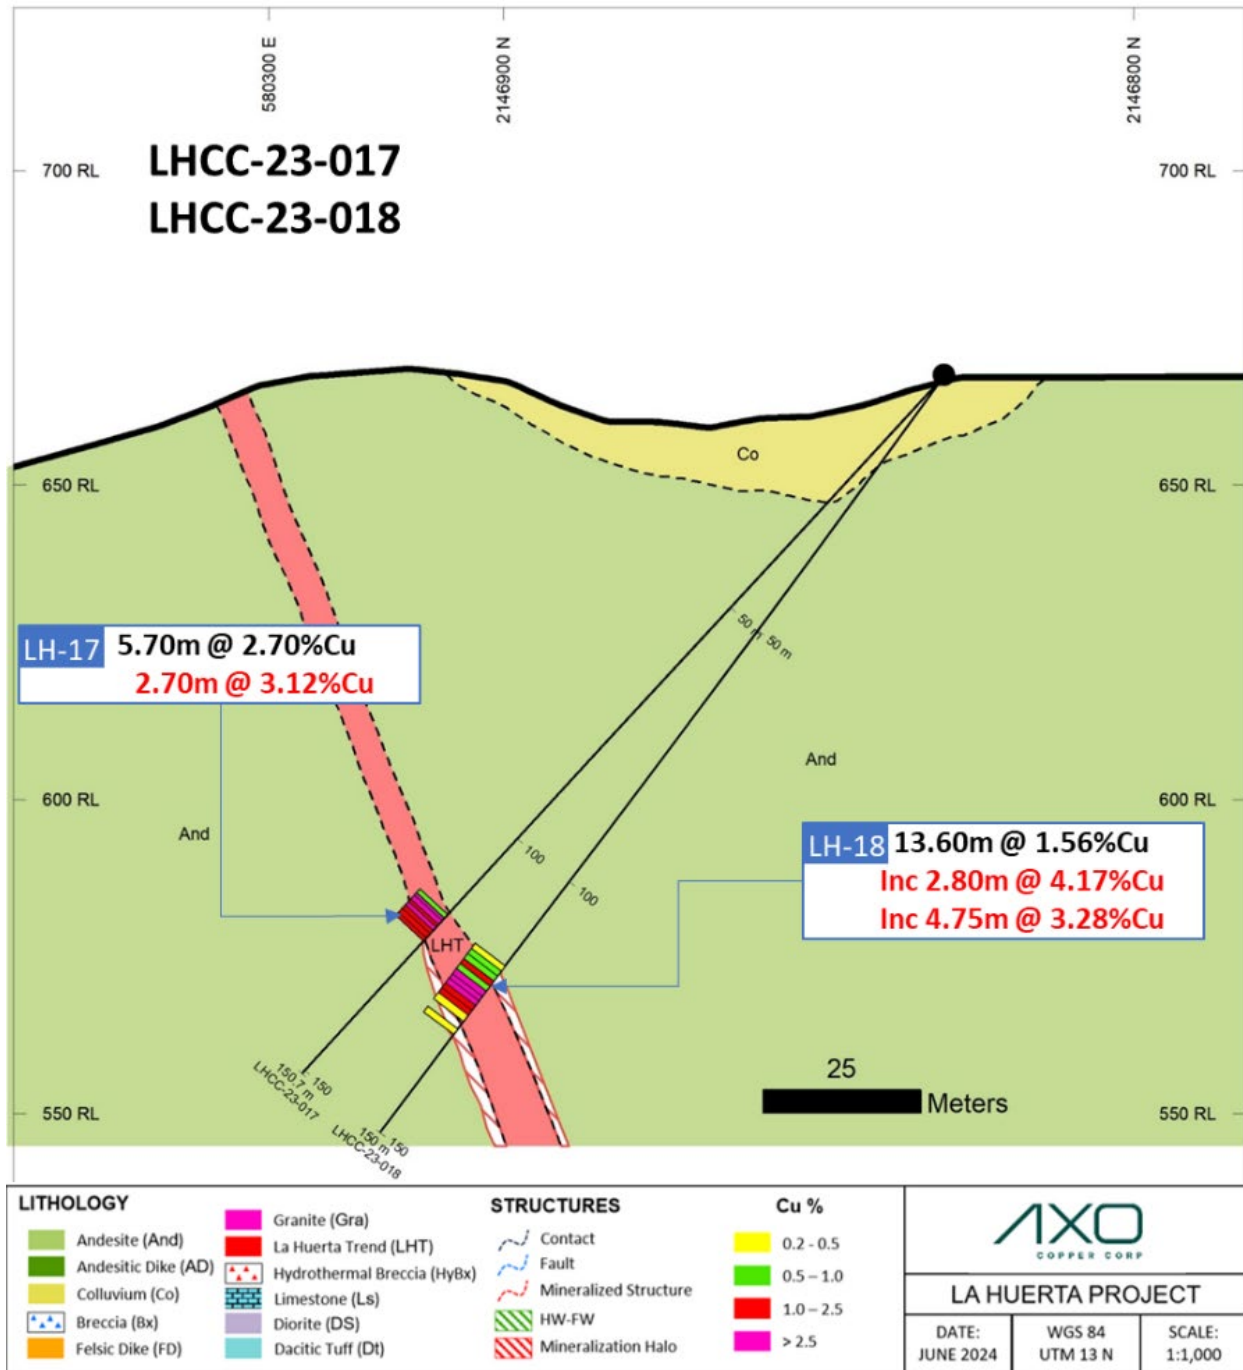 580300 E
2146900 N
2146800 N
LHCC-23-017
LHCC-23-018
700 RL
700 RL
Co
650 RL
650 RL
50 m
50 m
LH-17 5.70m @ 2.70%Cu
2.70m @ 3.12%Cu
And
600 RL
600 RL
And
100
100
LH-18 13.60m @ 1.56%Cu
Inc 2.80m @ 4.17%Cu
Inc 4.75m @ 3.28%Cu
LHT
150
150.7 m
LHCC-23-017
150
150 m
LHCC-23-018
25
Meters
550 RL
550 RL
LITHOLOGY
Andesite (And)
Andesitic Dike (AD)
Colluvium (Co)
Breccia (Bx)
Felsic Dike (FD)
Granite (Gra)
La Huerta Trend (LHT)
Hydrothermal Breccia (HyBx)
Limestone (Ls)
Diorite (DS)
Dacitic Tuff (Dt)
STRUCTURES
Contact
Fault
Mineralized Structure
HW-FW
Mineralization Halo
Cu %
0.2 - 0.5
0.5 – 1.0
1.0 – 2.5
> 2.5
AXO
COPPER CORP
LA HUERTA PROJECT
DATE:
JUNE 2024
WGS 84
UTM 13 N
SCALE:
1:1,000